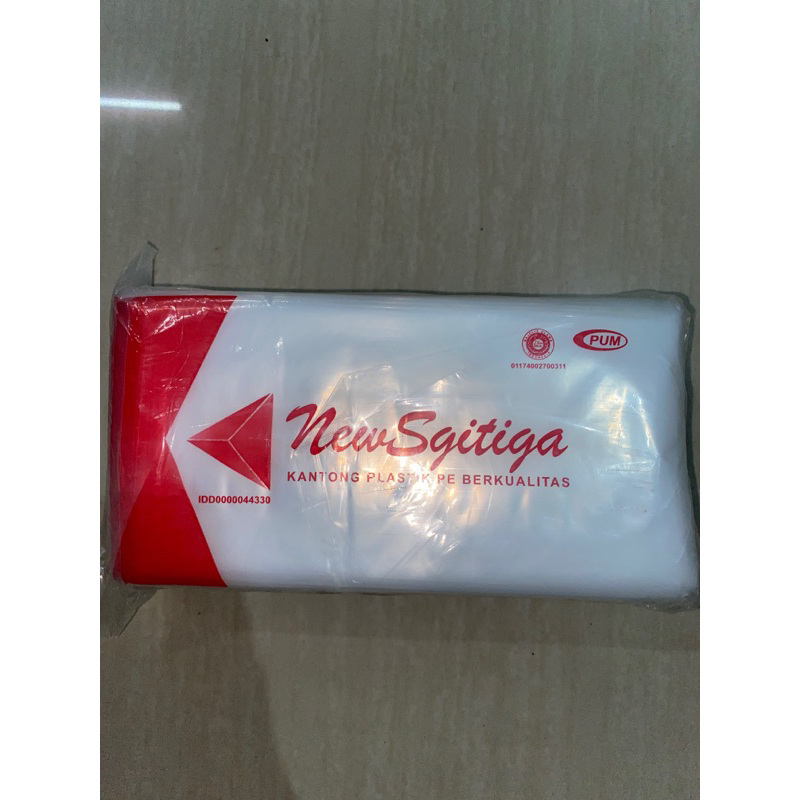 PUM
01174002700311
NewSgitiga
KANTONG PLASTIK PE BERKUALITAS
IDD0000044330